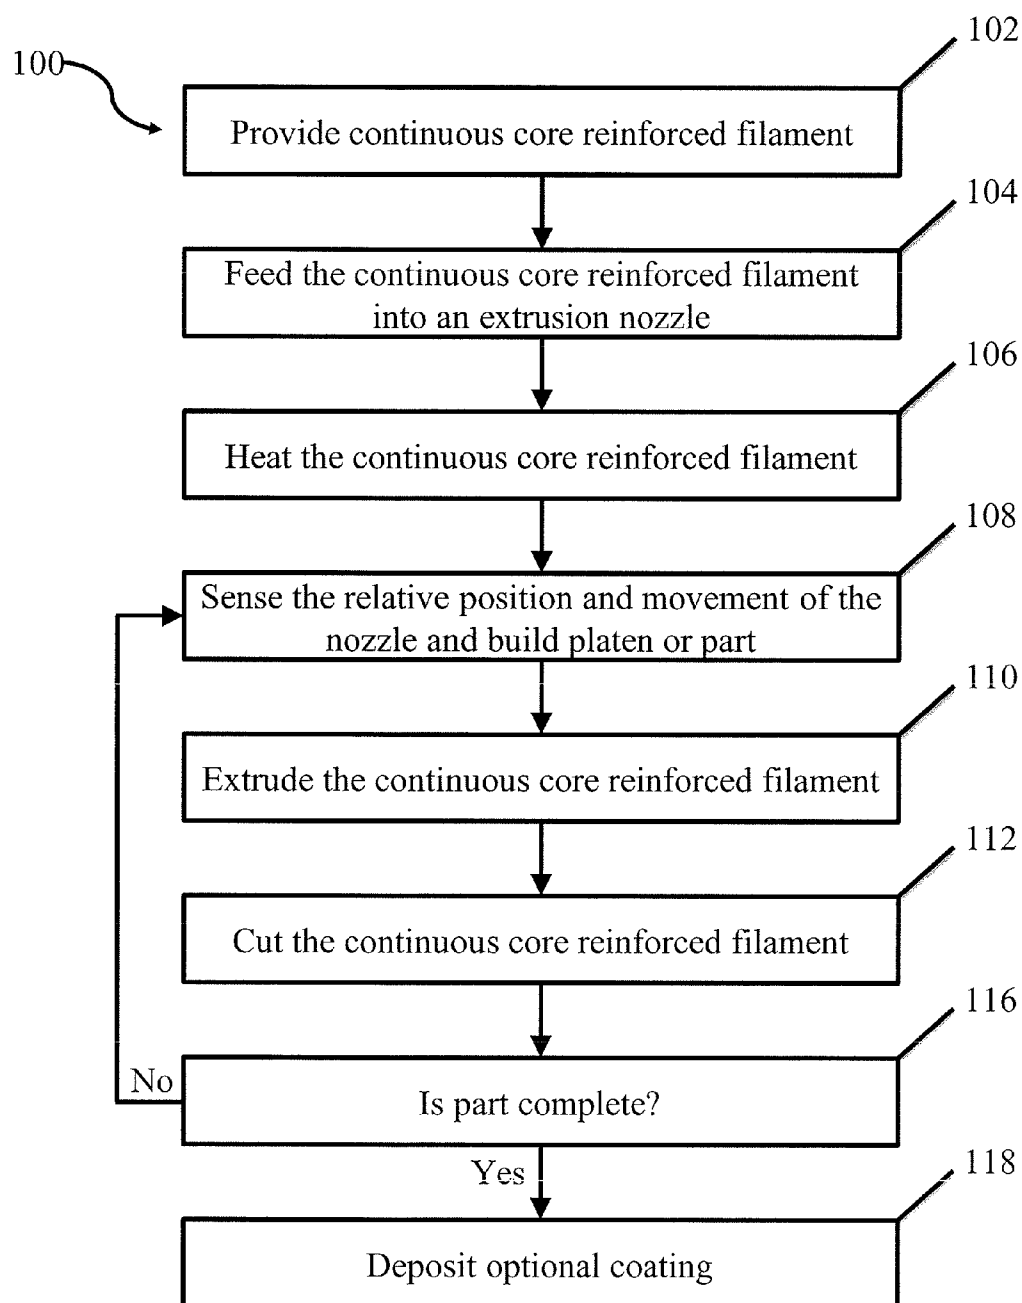 102
100
Provide continuous core reinforced filament
104
Feed the continuous core reinforced filament
into an extrusion nozzle
106
Heat the continuous core reinforced filament
108
Sense the relative position and movement of the
nozzle and build platen or part
110
Extrude the continuous core reinforced filament
112
Cut the continuous core reinforced filament
116
No
Is part complete?
Yes
118
Deposit optional coating